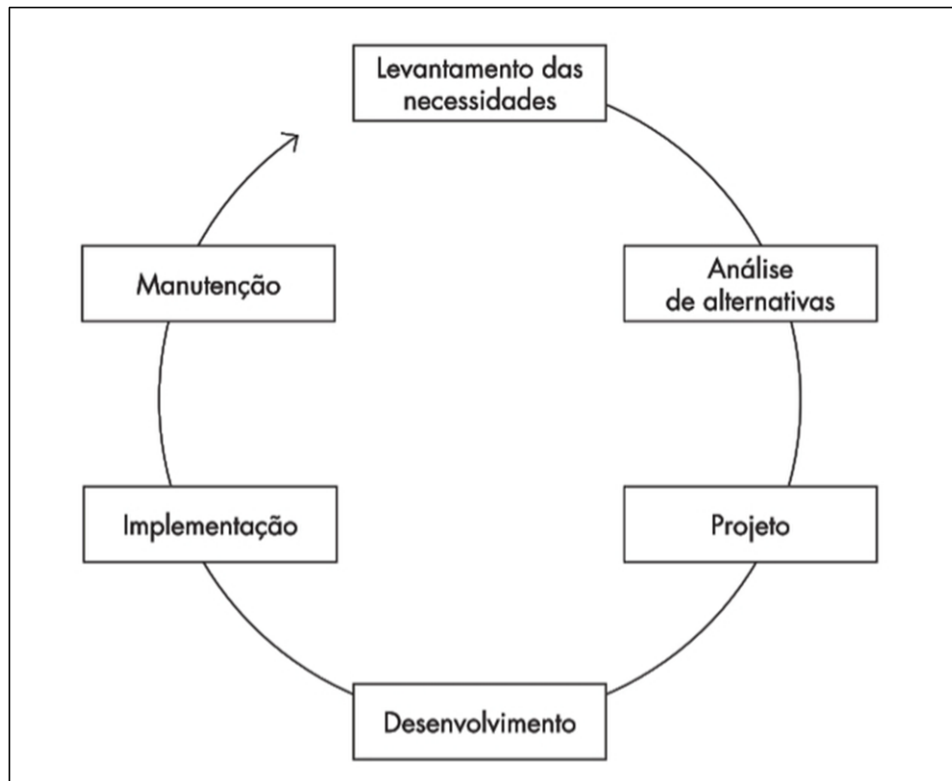 Levantamento das
necessidades
Análise
de alternativas
Projeto
Desenvolvimento
Implementação
Manutenção